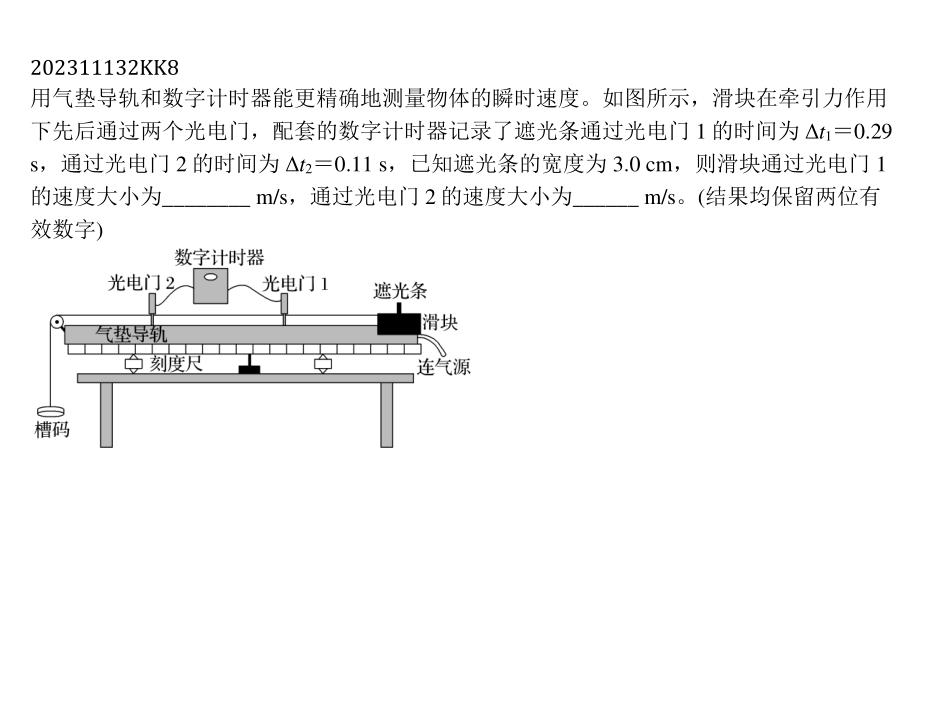 202311132KK8
用气垫导轨和数字计时器能更精确地测量物体的瞬时速度。如图所示，滑块在牵引力作用
下先后通过两个光电门，配套的数字计时器记录了遮光条通过光电门 1 的时间为 Δt₁＝0.29
s，通过光电门 2 的时间为 Δt₂＝0.11 s，已知遮光条的宽度为 3.0 cm，则滑块通过光电门 1
的速度大小为________ m/s，通过光电门 2 的速度大小为______ m/s。(结果均保留两位有
效数字)
数字计时器
光电门 2
光电门 1
遮光条
滑块
气垫导轨
刻度尺
连气源
槽码